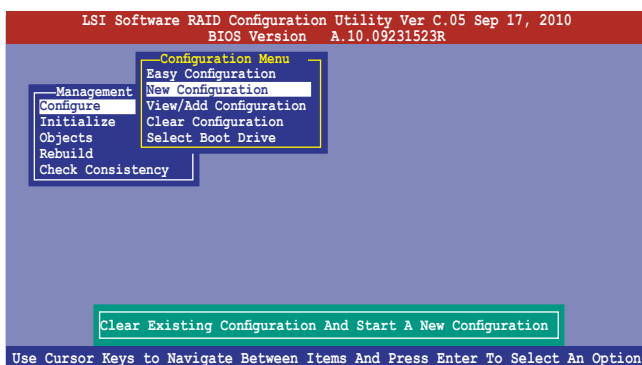 LSI Software RAID Configuration Utility Ver C.05 Sep 17, 2010
BIOS Version A.10.09231523R
Configuration Menu
Easy Configuration
New Configuration
View/Add Configuration
Clear Configuration
Select Boot Drive
Management
Configure
Initialize
Objects
Rebuild
Check Consistency
Clear Existing Configuration And Start A New Configuration
Use Cursor Keys to Navigate Between Items And Press Enter To Select An Option